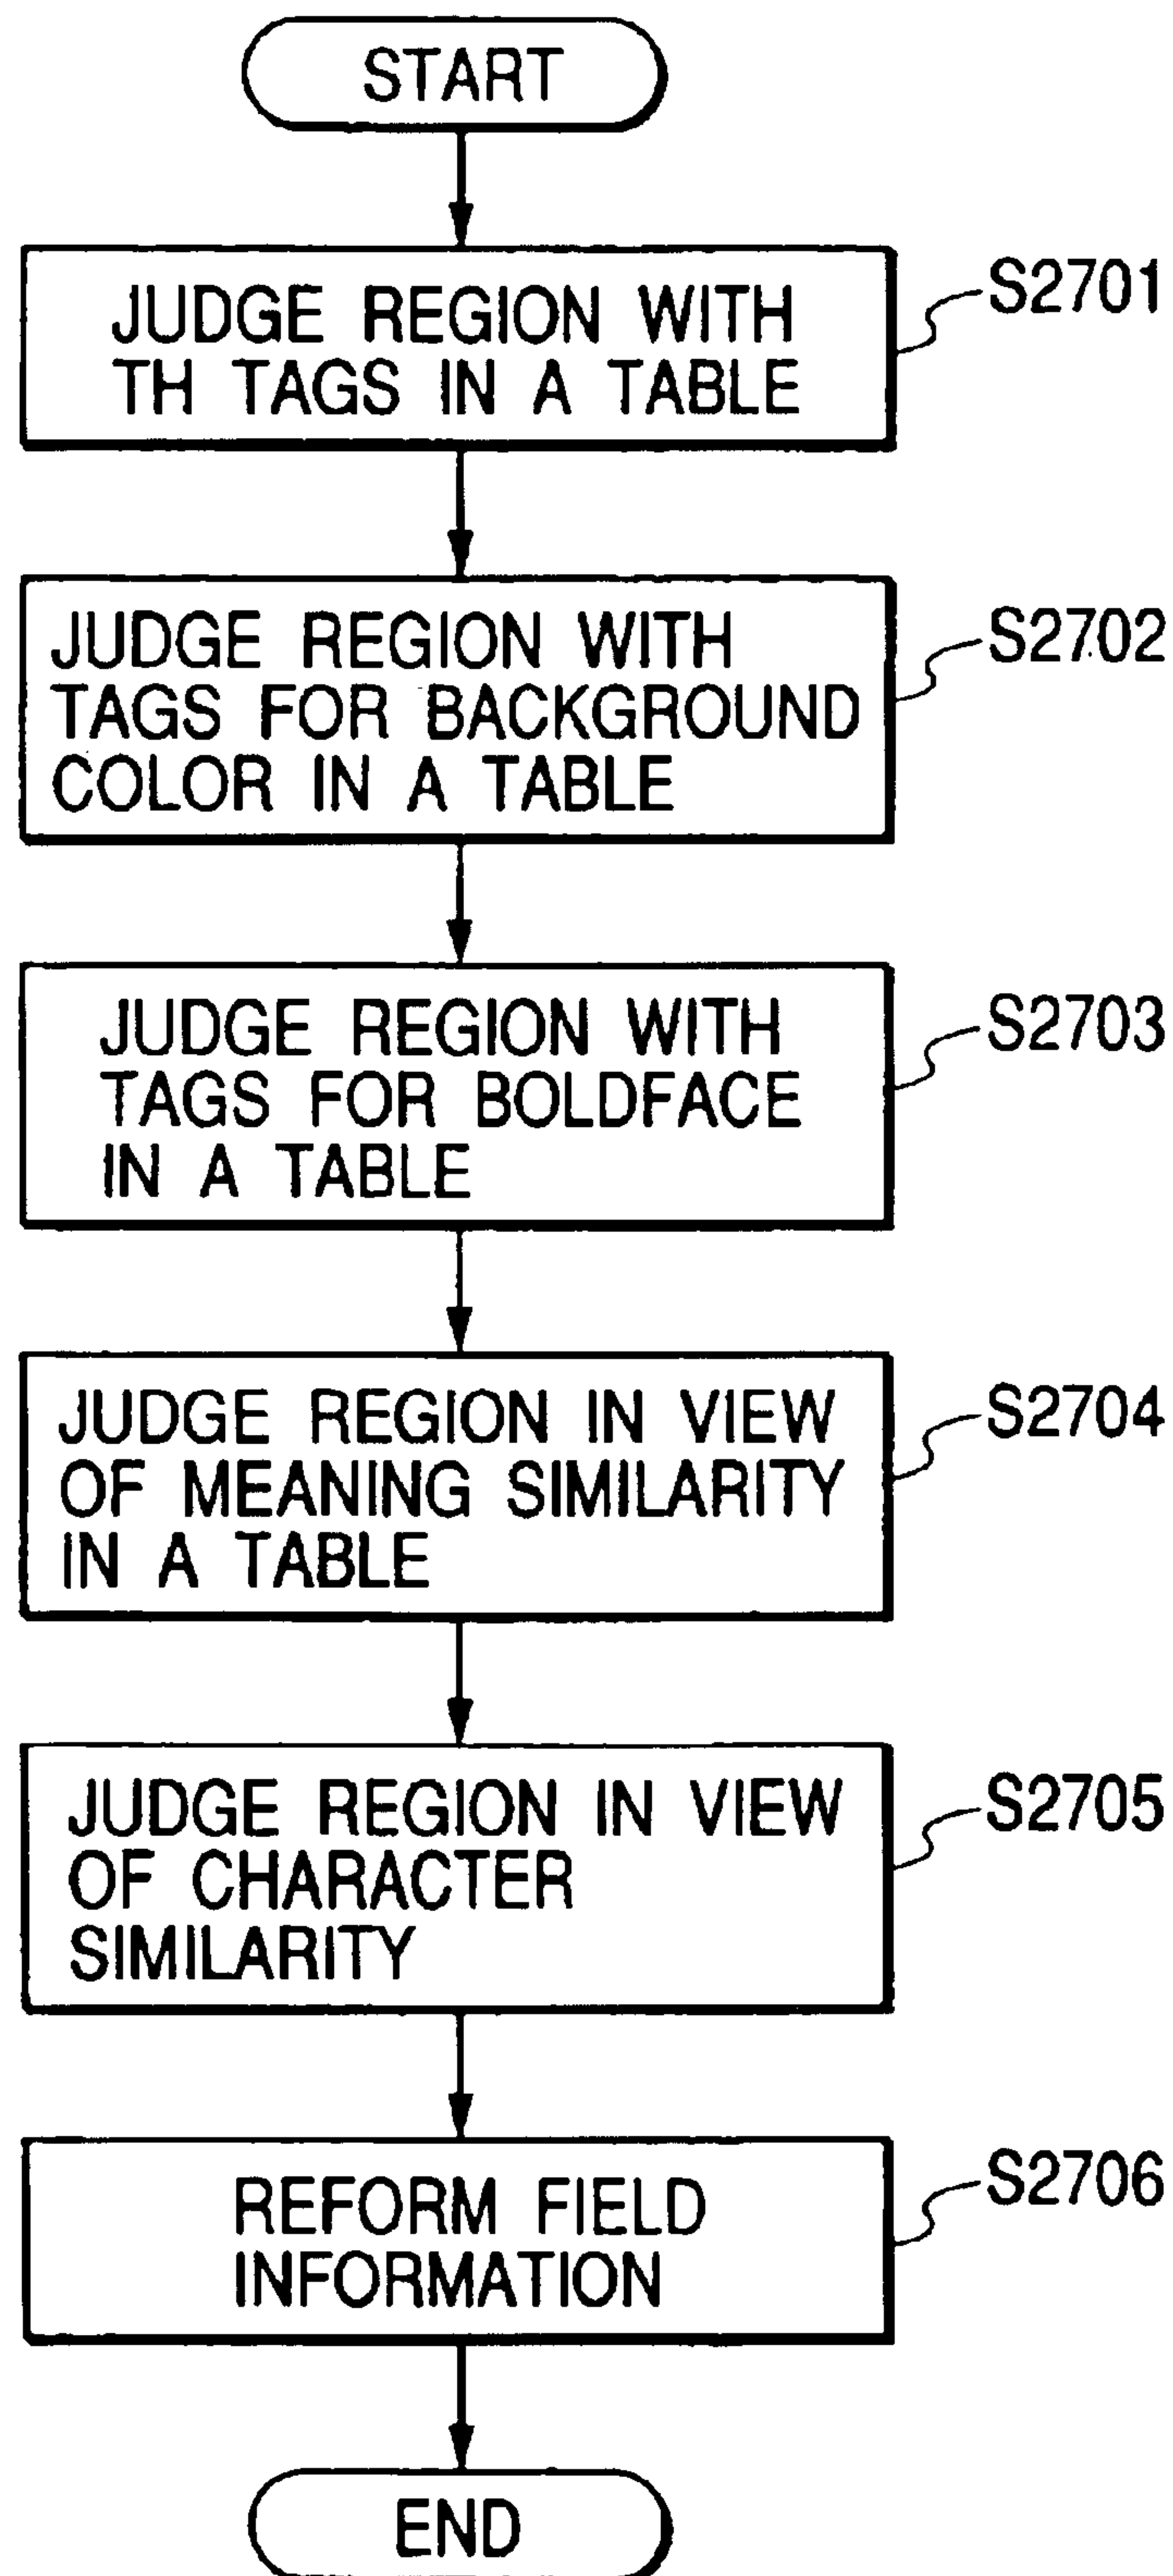 START
JUDGE REGION WITH
TH TAGS IN A TABLE
S2701
JUDGE REGION WITH
TAGS FOR BACKGROUND
COLOR IN A TABLE
S2702
JUDGE REGION WITH
TAGS FOR BOLDFACE
IN A TABLE
S2703
JUDGE REGION IN VIEW
OF MEANING SIMILARITY
IN A TABLE
S2704
JUDGE REGION IN VIEW
OF CHARACTER
SIMILARITY
S2705
REFORM FIELD
INFORMATION
S2706
END